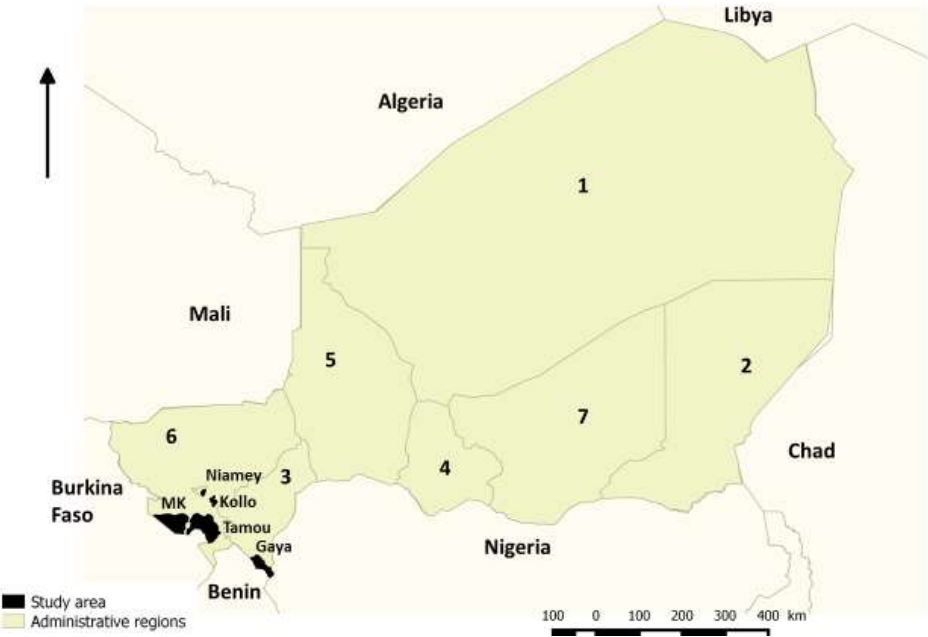 Libya
Algeria
1
Mali
5
2
7
6
Chad
4
3
Niamey
Burkina
Faso
MK
Kollo
Tamou
Gaya
Nigeria
Benin
Study area
Administrative regions
100 0 100 200 300 400 km